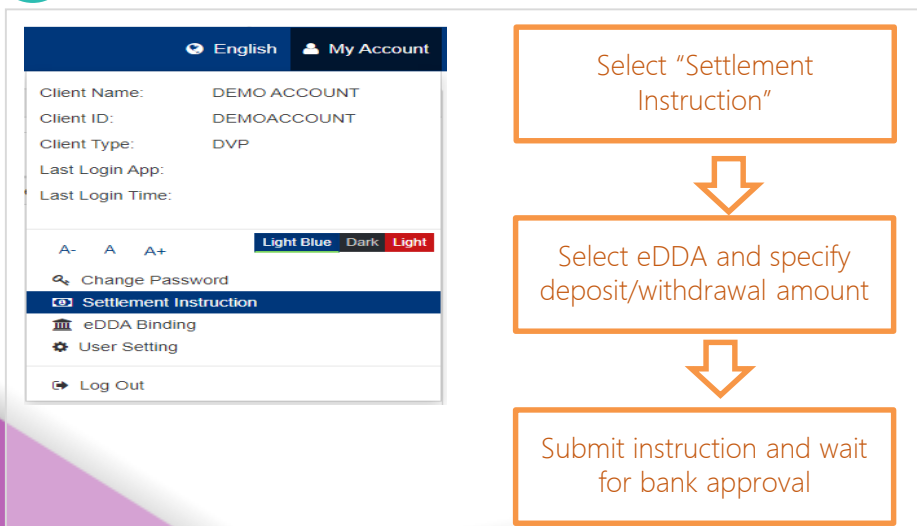 English My Account
Client Name: DEMO ACCOUNT
Client ID: DEMOACCOUNT
Client Type: DVP
Last Login App:
Last Login Time:
A- A A+ Light Blue Dark Light
Change Password
Settlement Instruction
eDDA Binding
User Setting
Log Out
Select “Settlement
Instruction”
Select eDDA and specify
deposit/withdrawal amount
Submit instruction and wait
for bank approval